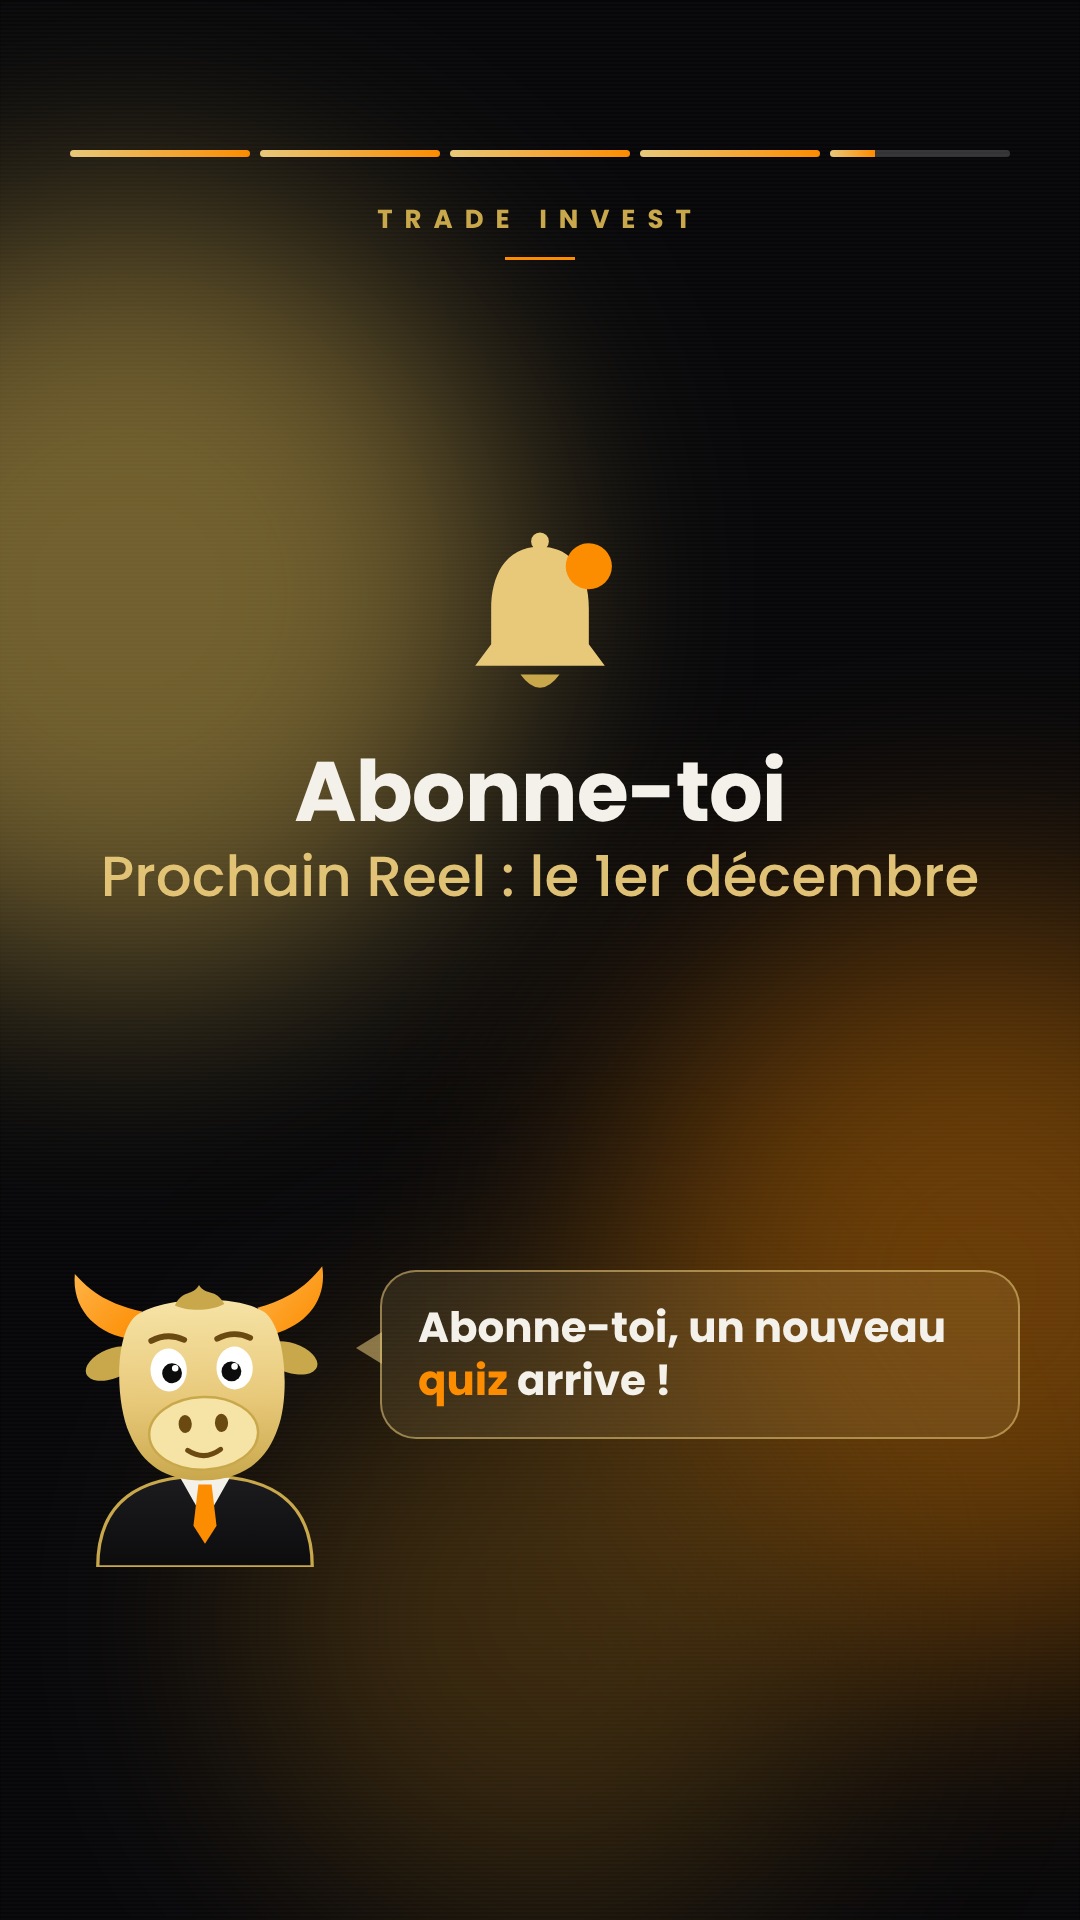 TRADE INVEST
Abonne-toi
Prochain Reel : le 1er décembre
Abonne-toi, un nouveau
quiz arrive !